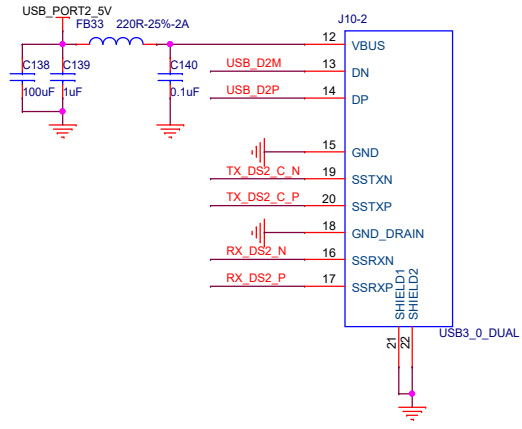 USB_PORT2_5V
FB33 220R-25%-2A
J10-2
C138
100uF
C139
1uF
C140
0.1uF
12 VBUS
USB_D2M 13 DN
USB_D2P 14 DP
15 GND
TX_DS2_C_N 19 SSTXN
TX_DS2_C_P 20 SSTXP
18 GND_DRAIN
RX_DS2_N 16 SSRXN
RX_DS2_P 17 SSRXP
SHIELD1
SHIELD2
21
22
USB3_0_DUAL